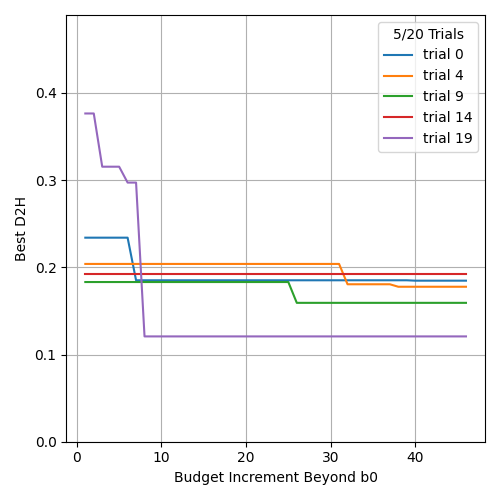 5/20 Trials
trial 0
trial 4
trial 9
trial 14
trial 19
Best D2H
0.4
0.3
0.2
0.1
0.0
0 10 20 30 40
Budget Increment Beyond b0